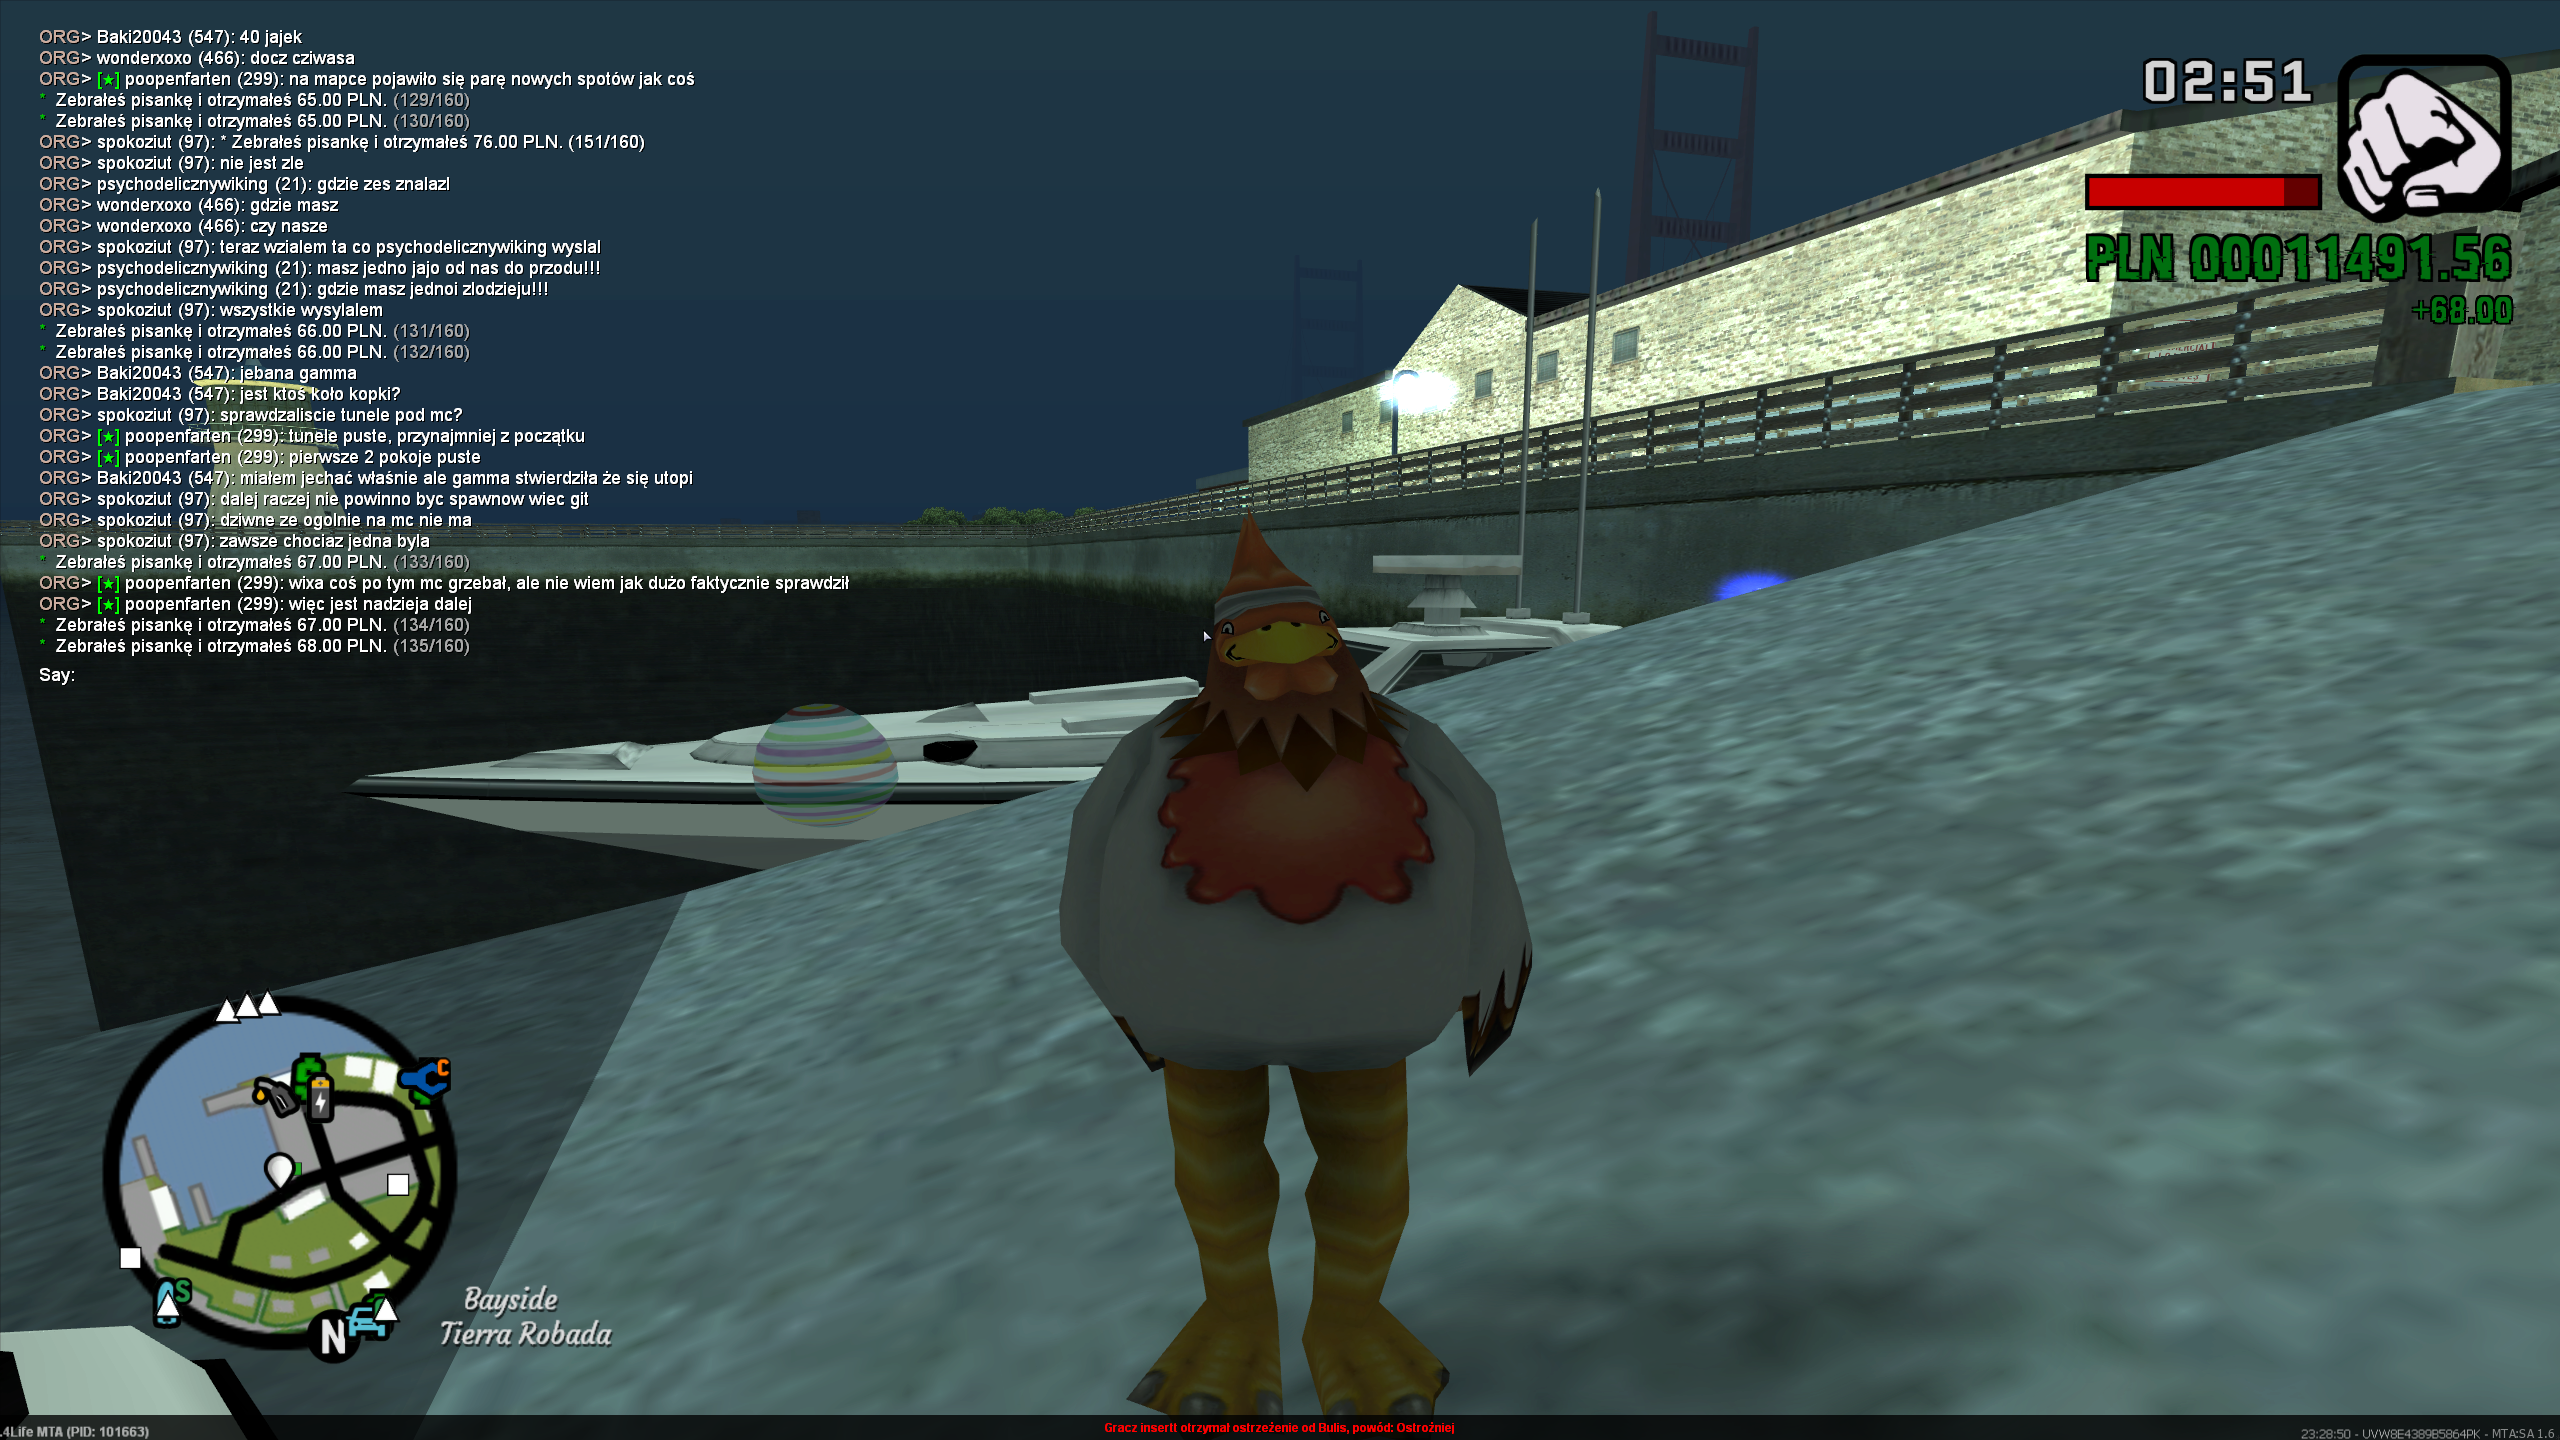 ORG> Baki20043 (547): 40 jajek
ORG> wonderxoxo (466): docz cziwasa
ORG> [★] poopenfarten (299): na mapce pojawiło się parę nowych spotów jak coś
* Zebrałeś pisankę i otrzymałeś 65.00 PLN. (129/160)
* Zebrałeś pisankę i otrzymałeś 65.00 PLN. (130/160)
ORG> spokoziut (97): * Zebrałeś pisankę i otrzymałeś 76.00 PLN. (151/160)
ORG> spokoziut (97): nie jest zle
ORG> psychodelicznywiking (21): gdzie zes znalazl
ORG> wonderxoxo (466): gdzie masz
ORG> wonderxoxo (466): czy nasze
ORG> spokoziut (97): teraz wzialem ta co psychodelicznywiking wyslal
ORG> psychodelicznywiking (21): masz jedno jajo od nas do przodu!!!
ORG> psychodelicznywiking (21): gdzie masz jednoi zlodzieju!!!
ORG> spokoziut (97): wszystkie wysylalem
* Zebrałeś pisankę i otrzymałeś 66.00 PLN. (131/160)
* Zebrałeś pisankę i otrzymałeś 66.00 PLN. (132/160)
ORG> Baki20043 (547): jebana gamma
ORG> Baki20043 (547): jest ktoś koło kopki?
ORG> spokoziut (97): sprawdzaliscie tunele pod mc?
ORG> [★] poopenfarten (299): tunele puste, przynajmniej z początku
ORG> [★] poopenfarten (299): pierwsze 2 pokoje puste
ORG> Baki20043 (547): miałem jechać właśnie ale gamma stwierdziła że się utopi
ORG> spokoziut (97): dalej raczej nie powinno byc spawnow wiec git
ORG> spokoziut (97): dziwne ze ogolnie na mc nie ma
ORG> spokoziut (97): zawsze chociaz jedna byla
* Zebrałeś pisankę i otrzymałeś 67.00 PLN. (133/160)
ORG> [★] poopenfarten (299): wixa coś po tym mc grzebał, ale nie wiem jak dużo faktycznie sprawdził
ORG> [★] poopenfarten (299): więc jest nadzieja dalej
* Zebrałeś pisankę i otrzymałeś 67.00 PLN. (134/160)
* Zebrałeś pisankę i otrzymałeś 68.00 PLN. (135/160)
Say:
02:51
PLN 00011491.56
+68.00
C
S
N
Bayside
Tierra Robada
.4Life MTA (PID: 101663)
Gracz insertt otrzymał ostrzeżenie od Bulis, powód: Ostrożniej
23:28:50 - UVW8E4389B5864PK - MTA:SA 1.6